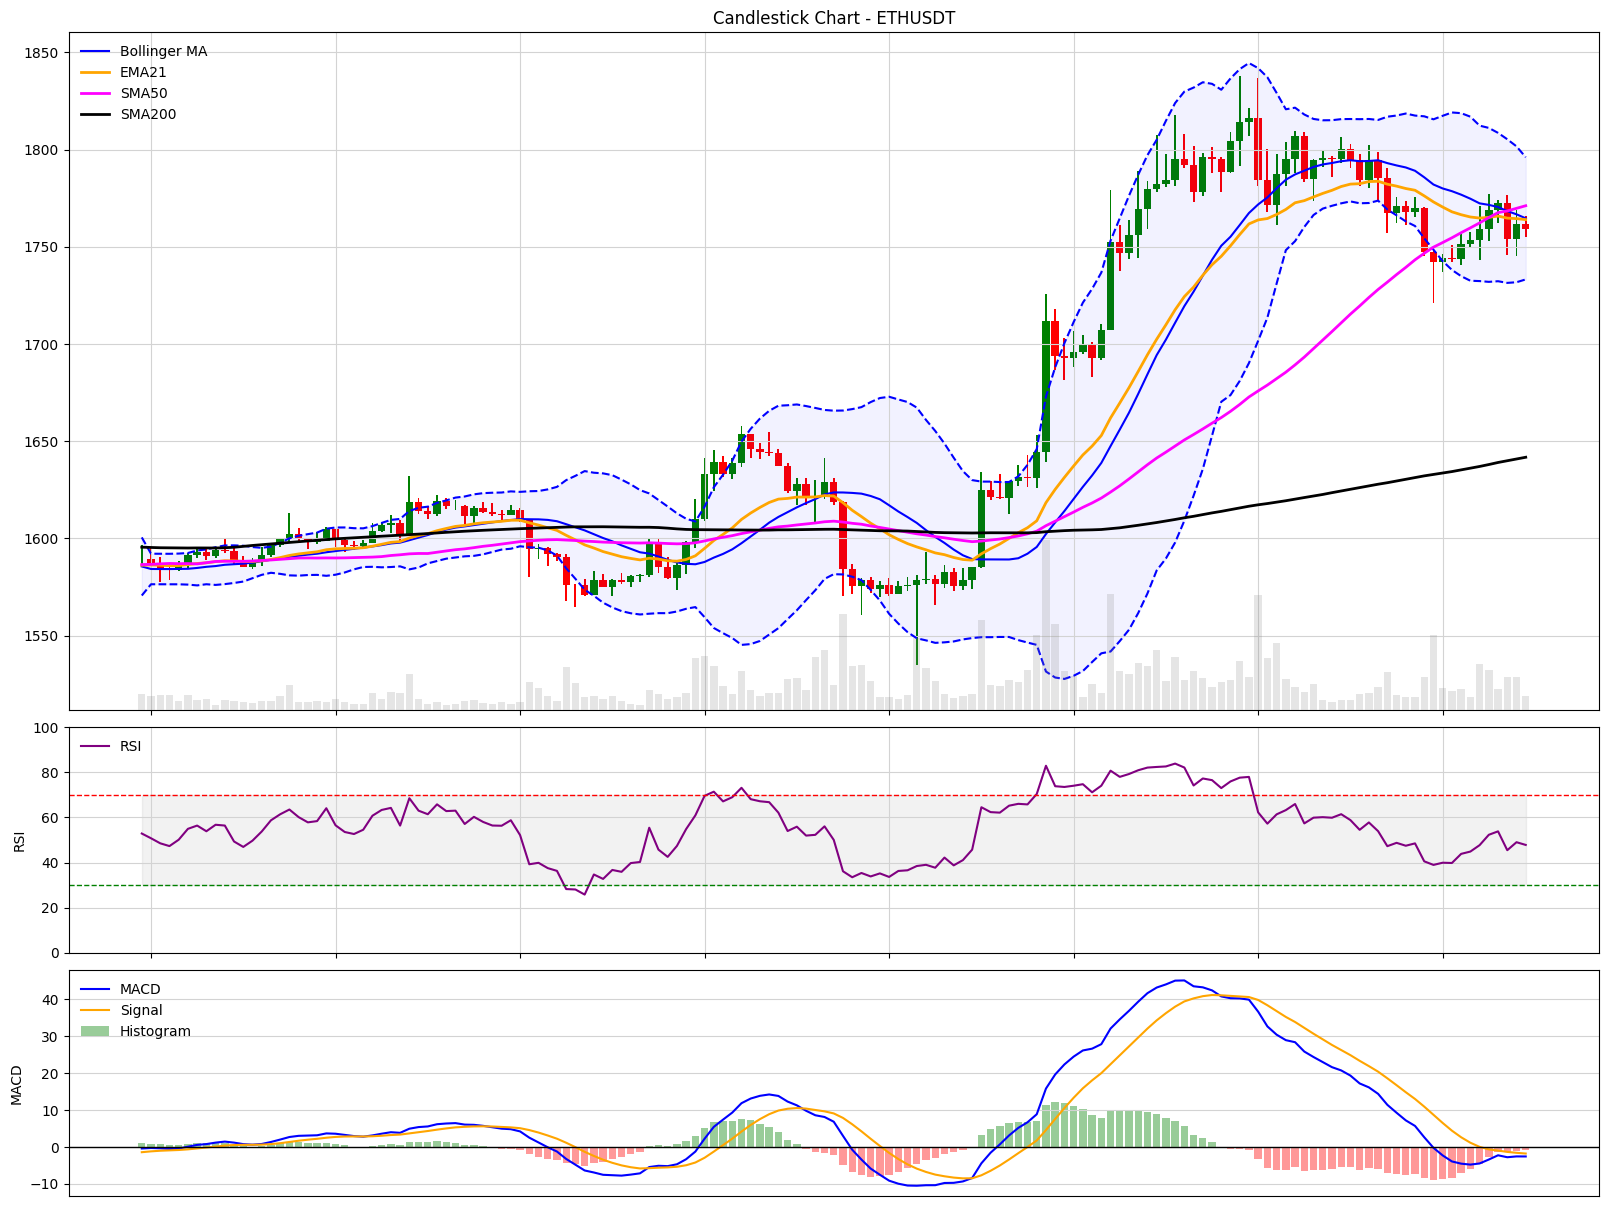 Candlestick Chart - ETHUSDT
Bollinger MA
EMA21
SMA50
SMA200
1850
1800
1750
1700
1650
1600
1550
RSI
100
80
60
40
20
0
RSI
MACD
Signal
Histogram
40
30
20
10
0
−10
MACD